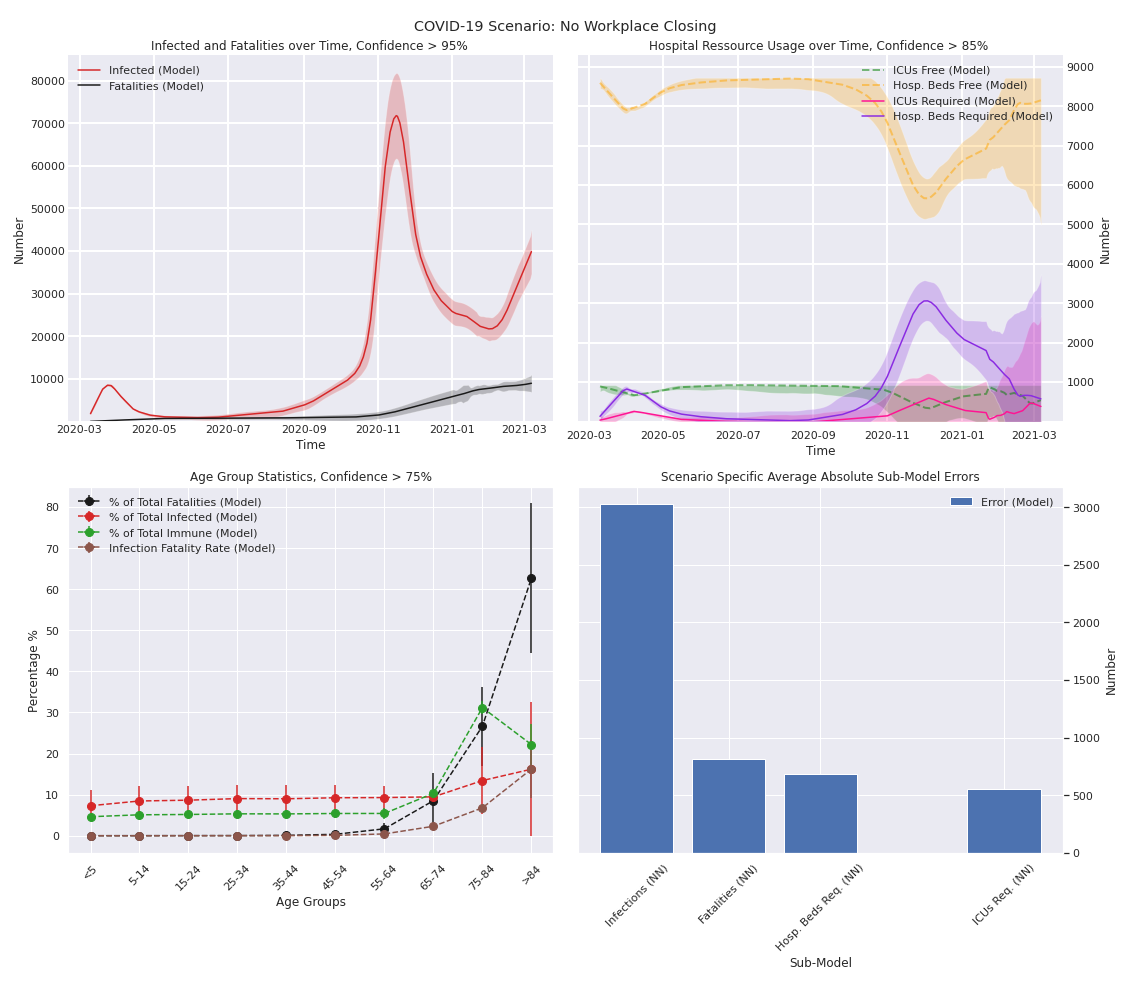 COVID-19 Scenario: No Workplace Closing
Infected and Fatalities over Time, Confidence > 95%
Infected (Model)
Fatalities (Model)
80000
70000
60000
50000
40000
30000
20000
10000
Number
2020-03 2020-05 2020-07 2020-09 2020-11 2021-01 2021-03
Time
Hospital Ressource Usage over Time, Confidence > 85%
ICUs Free (Model)
Hosp. Beds Free (Model)
ICUs Required (Model)
Hosp. Beds Required (Model)
9000
8000
7000
6000
5000
4000
3000
2000
1000
Number
2020-03 2020-05 2020-07 2020-09 2020-11 2021-01 2021-03
Time
Age Group Statistics, Confidence > 75%
% of Total Fatalities (Model)
% of Total Infected (Model)
% of Total Immune (Model)
Infection Fatality Rate (Model)
80
70
60
50
40
30
20
10
0
Percentage %
<5 5-14 15-24 25-34 35-44 45-54 55-64 65-74 75-84 >84
Age Groups
Scenario Specific Average Absolute Sub-Model Errors
Error (Model)
3000
2500
2000
1500
1000
500
0
Number
Infections (NN) Fatalities (NN) Hosp. Beds Req. (NN) ICUs Req. (NN)
Sub-Model